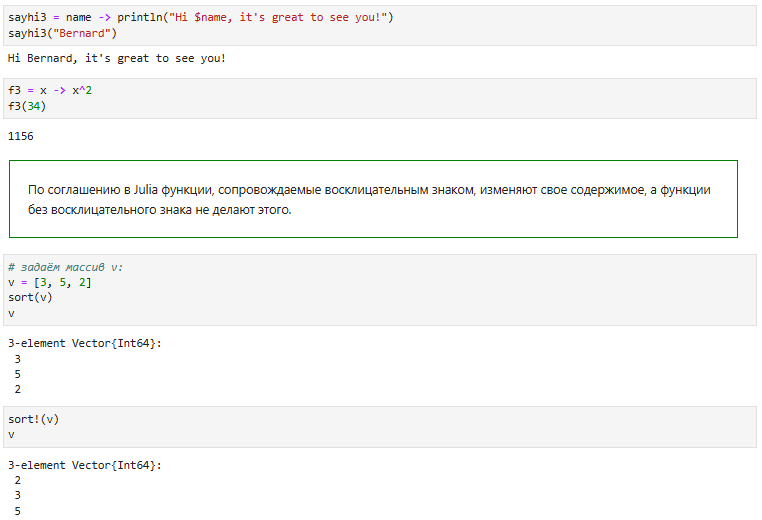 sayhi3 = name -> println("Hi $name, it's great to see you!")
sayhi3("Bernard")
Hi Bernard, it's great to see you!
f3 = x -> x^2
f3(34)
1156
По соглашению в Julia функции, сопровождаемые восклицательным знаком, изменяют свое содержимое, а функции
без восклицательного знака не делают этого.
# задаём массив v:
v = [3, 5, 2]
sort(v)
v
3-element Vector{Int64}:
3
5
2
sort!(v)
v
3-element Vector{Int64}:
2
3
5